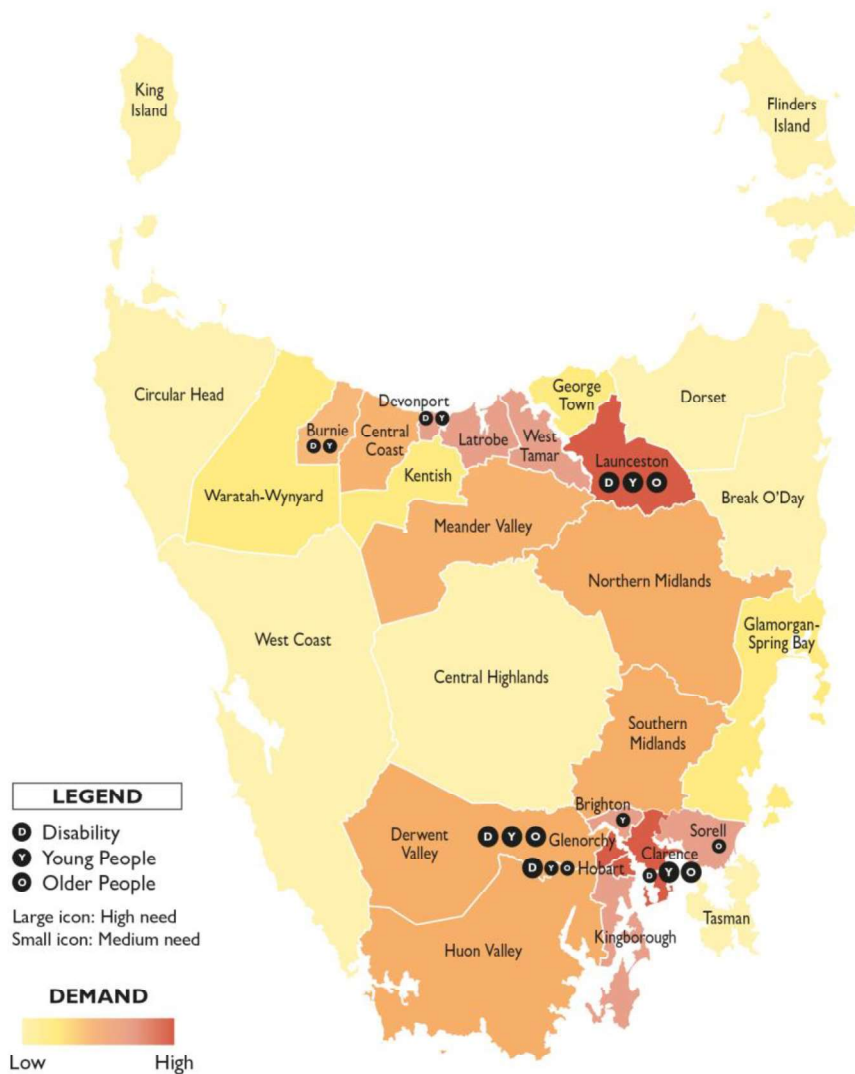 King
Island
Flinders
Island
Circular Head
George
Town
Dorset
Devonport
D Y
Burnie
D Y
Central
Coast
Latrobe
West
Tamar
Launceston
D Y O
Kentish
Waratah-Wynyard
Break O'Day
Meander Valley
Northern Midlands
Glamorgan-
Spring Bay
West Coast
Central Highlands
Southern
Midlands
Brighton
Y
Sorell
O
Derwent
Valley
D Y O Glenorchy
Clarence
D Y O
D Y O Hobart
Tasman
Kingborough
Huon Valley
LEGEND
D Disability
Y Young People
O Older People
Large icon: High need
Small icon: Medium need
DEMAND
Low High